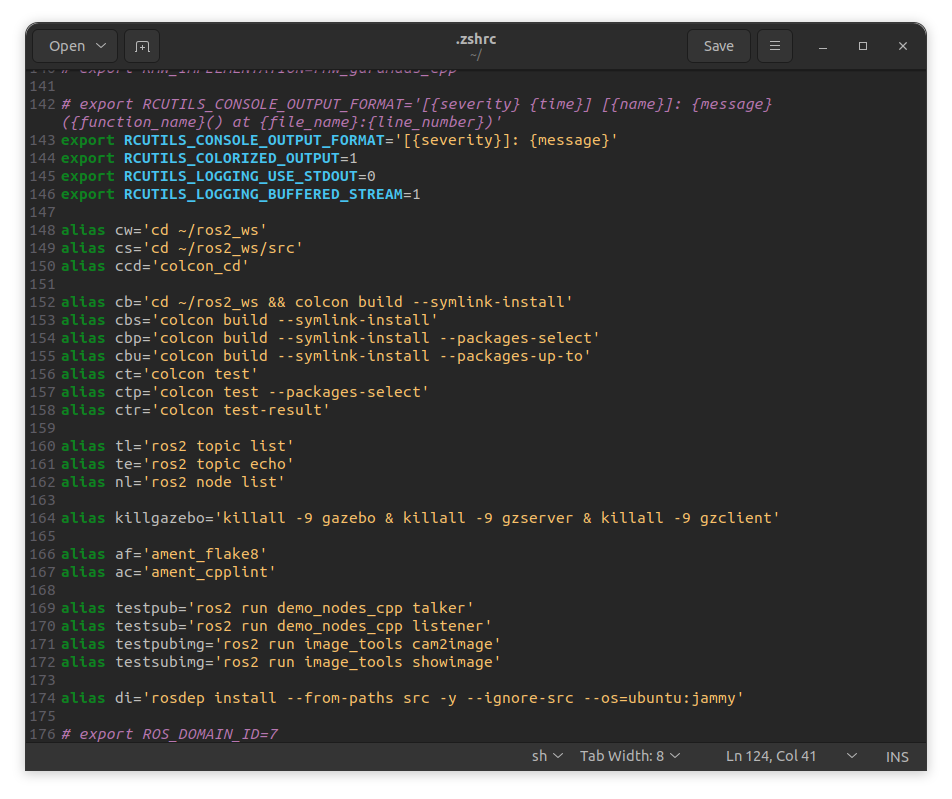 Open
.zshrc
~/
Save
140 # export RMW_IMPLEMENTATION=rmw_gurumdds_cpp
141
142 # export RCUTILS_CONSOLE_OUTPUT_FORMAT='[{severity} {time}] [{name}]: {message}
({function_name}() at {file_name}:{line_number})'
143 export RCUTILS_CONSOLE_OUTPUT_FORMAT='[{severity}]: {message}'
144 export RCUTILS_COLORIZED_OUTPUT=1
145 export RCUTILS_LOGGING_USE_STDOUT=0
146 export RCUTILS_LOGGING_BUFFERED_STREAM=1
147
148 alias cw='cd ~/ros2_ws'
149 alias cs='cd ~/ros2_ws/src'
150 alias ccd='colcon_cd'
151
152 alias cb='cd ~/ros2_ws && colcon build --symlink-install'
153 alias cbs='colcon build --symlink-install'
154 alias cbp='colcon build --symlink-install --packages-select'
155 alias cbu='colcon build --symlink-install --packages-up-to'
156 alias ct='colcon test'
157 alias ctp='colcon test --packages-select'
158 alias ctr='colcon test-result'
159
160 alias tl='ros2 topic list'
161 alias te='ros2 topic echo'
162 alias nl='ros2 node list'
163
164 alias killgazebo='killall -9 gazebo & killall -9 gzserver & killall -9 gzclient'
165
166 alias af='ament_flake8'
167 alias ac='ament_cpplint'
168
169 alias testpub='ros2 run demo_nodes_cpp talker'
170 alias testsub='ros2 run demo_nodes_cpp listener'
171 alias testpubimg='ros2 run image_tools cam2image'
172 alias testsubimg='ros2 run image_tools showimage'
173
174 alias di='rosdep install --from-paths src -y --ignore-src --os=ubuntu:jammy'
175
176 # export ROS_DOMAIN_ID=7
sh
Tab Width: 8
Ln 124, Col 41
INS